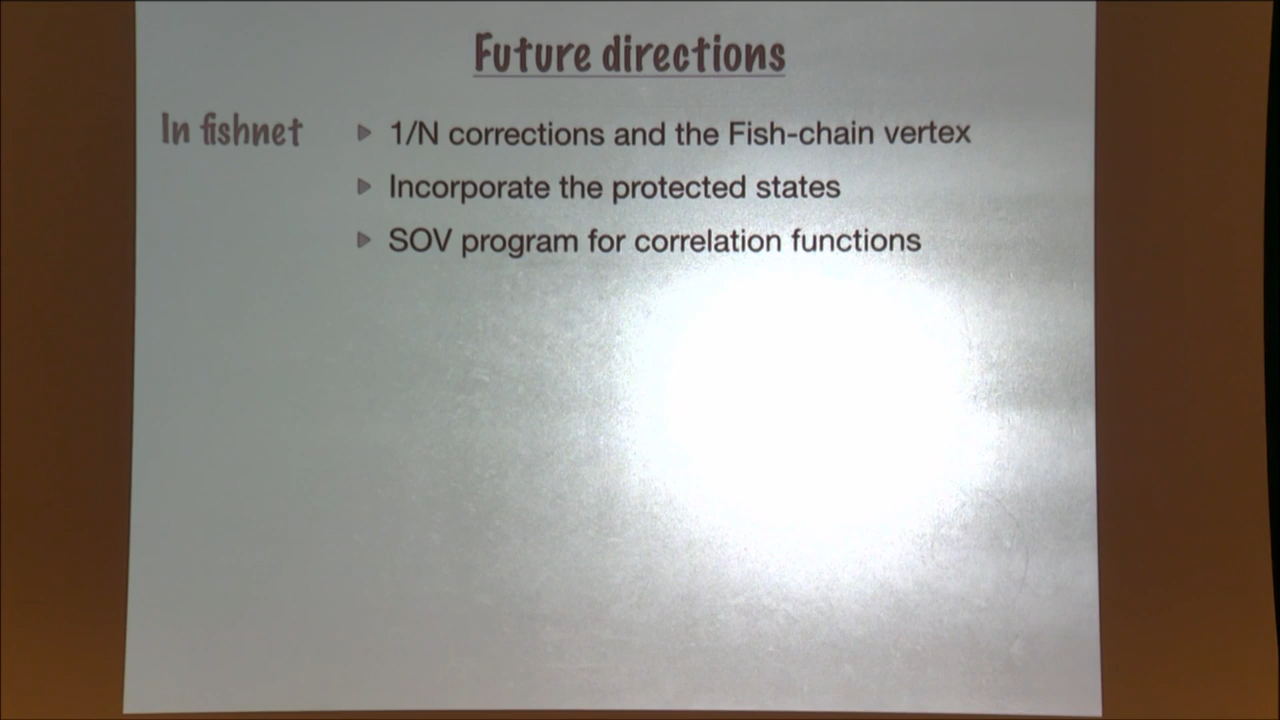 Future directions
In fishnet
1/N corrections and the Fish-chain vertex
Incorporate the protected states
SOV program for correlation functions